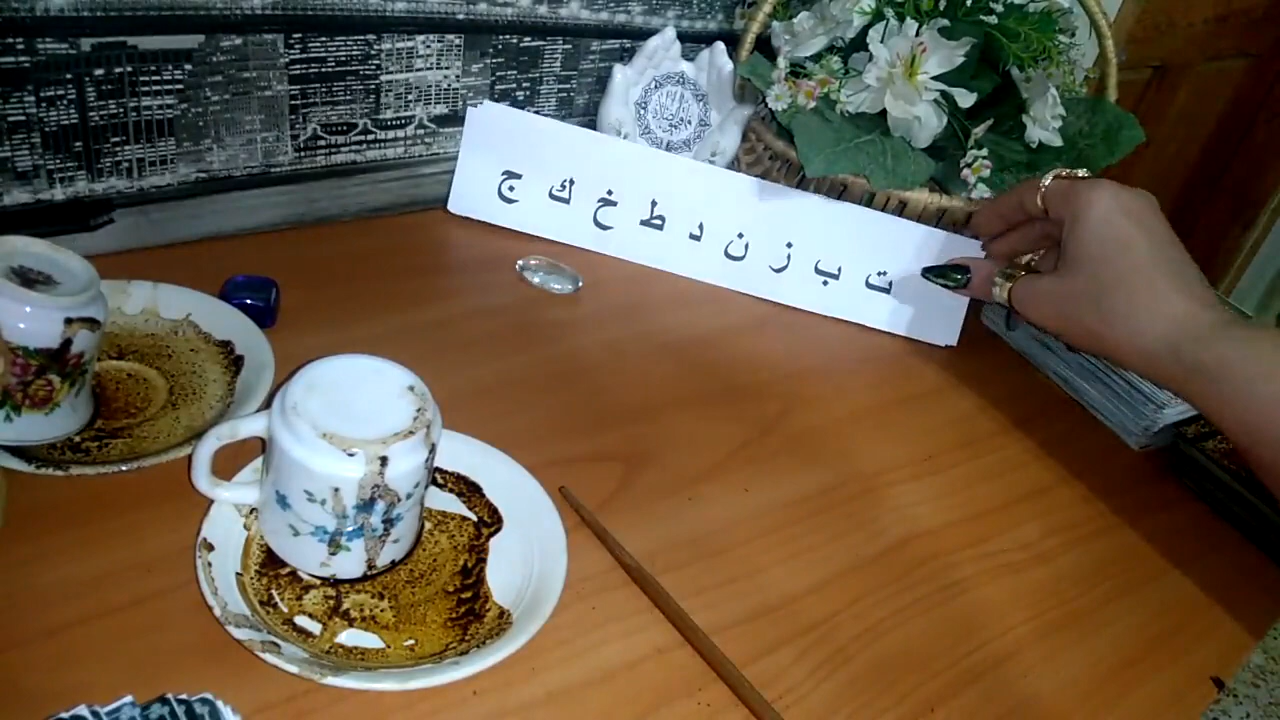 ت ب ز ن د ط خ ك ج